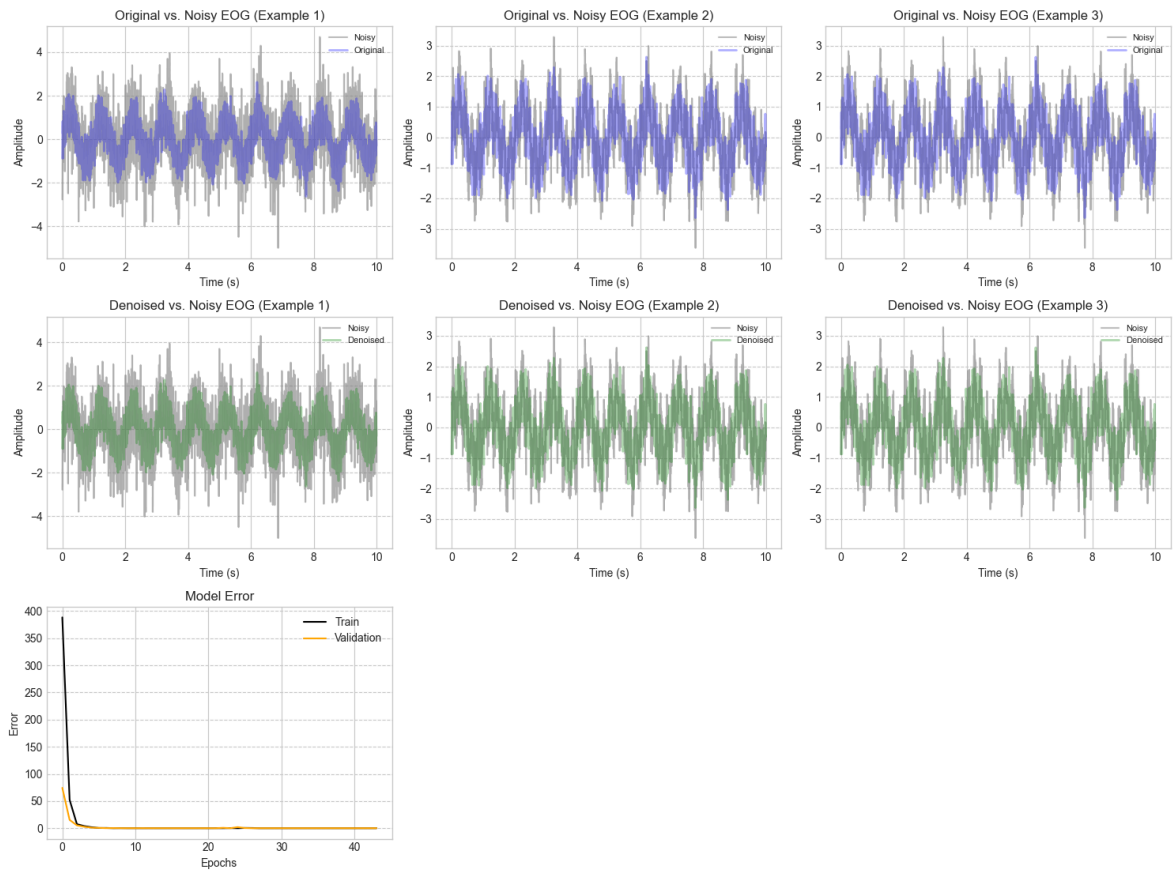 Original vs. Noisy EOG (Example 1)
Noisy
Original
4
2
0
−2
−4
Amplitude
0 2 4 6 8 10
Time (s)
Original vs. Noisy EOG (Example 2)
Noisy
Original
3
2
1
0
−1
−2
−3
Amplitude
0 2 4 6 8 10
Time (s)
Original vs. Noisy EOG (Example 3)
Noisy
Original
3
2
1
0
−1
−2
−3
Amplitude
0 2 4 6 8 10
Time (s)
Denoised vs. Noisy EOG (Example 1)
Noisy
Denoised
4
2
0
−2
−4
Amplitude
0 2 4 6 8 10
Time (s)
Denoised vs. Noisy EOG (Example 2)
Noisy
Denoised
3
2
1
0
−1
−2
−3
Amplitude
0 2 4 6 8 10
Time (s)
Denoised vs. Noisy EOG (Example 3)
Noisy
Denoised
3
2
1
0
−1
−2
−3
Amplitude
0 2 4 6 8 10
Time (s)
Model Error
Train
Validation
400
350
300
250
200
150
100
50
0
Error
0 10 20 30 40
Epochs